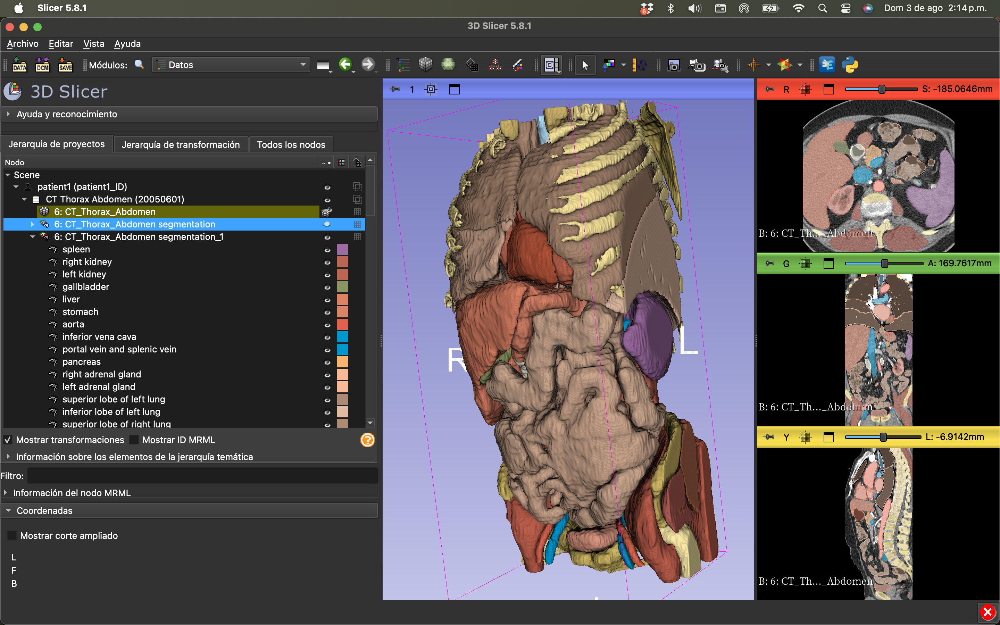 Slicer 5.8.1
6
Dom 3 de ago 2:14 p.m.
3D Slicer 5.8.1
Archivo Editar Vista Ayuda
DATA DCM SAVE Módulos: Datos
3D Slicer
Ayuda y reconocimiento
Jerarquia de proyectos Jerarquía de transformación Todos los nodos
Nodo
Scene
patient1 (patient1_ID)
CT Thorax Abdomen (20050601)
6: CT_Thorax_Abdomen
6: CT_Thorax_Abdomen segmentation
6: CT_Thorax_Abdomen segmentation_1
spleen
right kidney
left kidney
gallbladder
liver
stomach
aorta
inferior vena cava
portal vein and splenic vein
pancreas
right adrenal gland
left adrenal gland
superior lobe of left lung
inferior lobe of left lung
superior lobe of right lung
Mostrar transformaciones Mostrar ID MRML
?
Información sobre los elementos de la jerarquía temática
Filtro:
Información del nodo MRML
Coordenadas
Mostrar corte ampliado
L
F
B
1
R
L
R S: -185.0646mm
B: 6: CT_Th..._Abdomen
G A: 169.7617mm
B: 6: CT_Th..._Abdomen
Y L: -6.9142mm
B: 6: CT_Th..._Abdomen